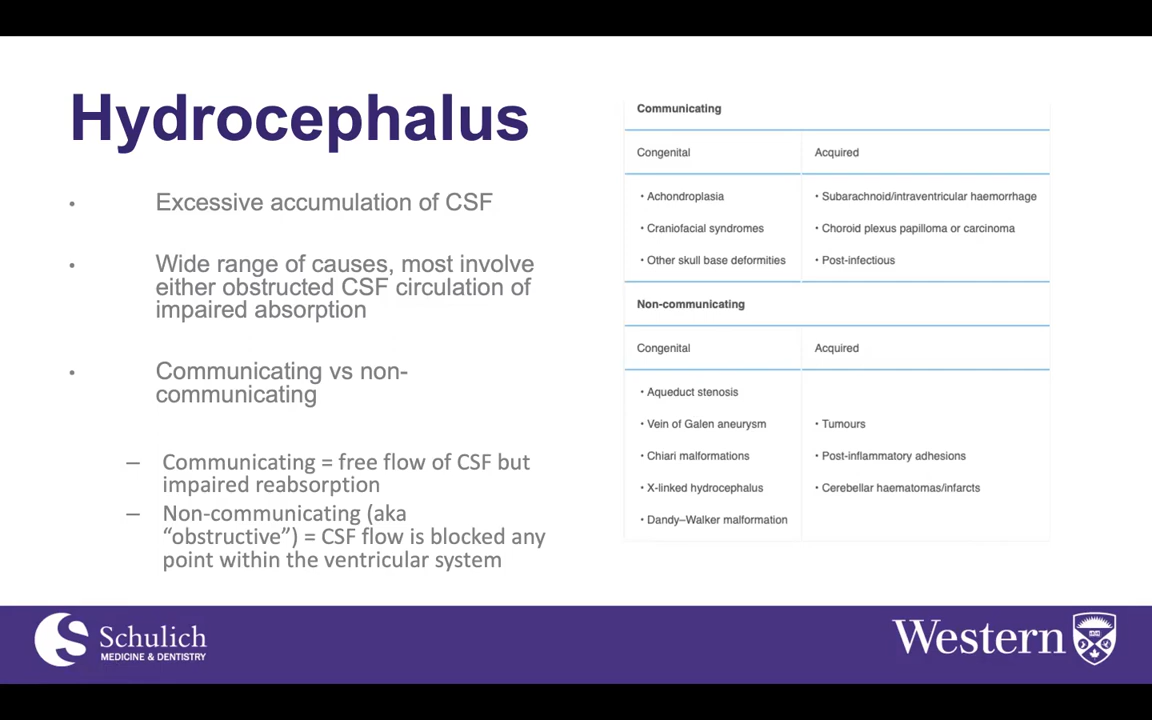 Hydrocephalus
• Excessive accumulation of CSF
• Wide range of causes, most involve
either obstructed CSF circulation of
impaired absorption
• Communicating vs non-
communicating
– Communicating = free flow of CSF but
impaired reabsorption
– Non-communicating (aka
“obstructive”) = CSF flow is blocked any
point within the ventricular system
Communicating
Congenital Acquired
• Achondroplasia • Subarachnoid/intraventricular haemorrhage
• Craniofacial syndromes • Choroid plexus papilloma or carcinoma
• Other skull base deformities • Post-infectious
Non-communicating
Congenital Acquired
• Aqueduct stenosis
• Vein of Galen aneurysm • Tumours
• Chiari malformations • Post-inflammatory adhesions
• X-linked hydrocephalus • Cerebellar haematomas/infarcts
• Dandy–Walker malformation
Schulich
MEDICINE & DENTISTRY
Western